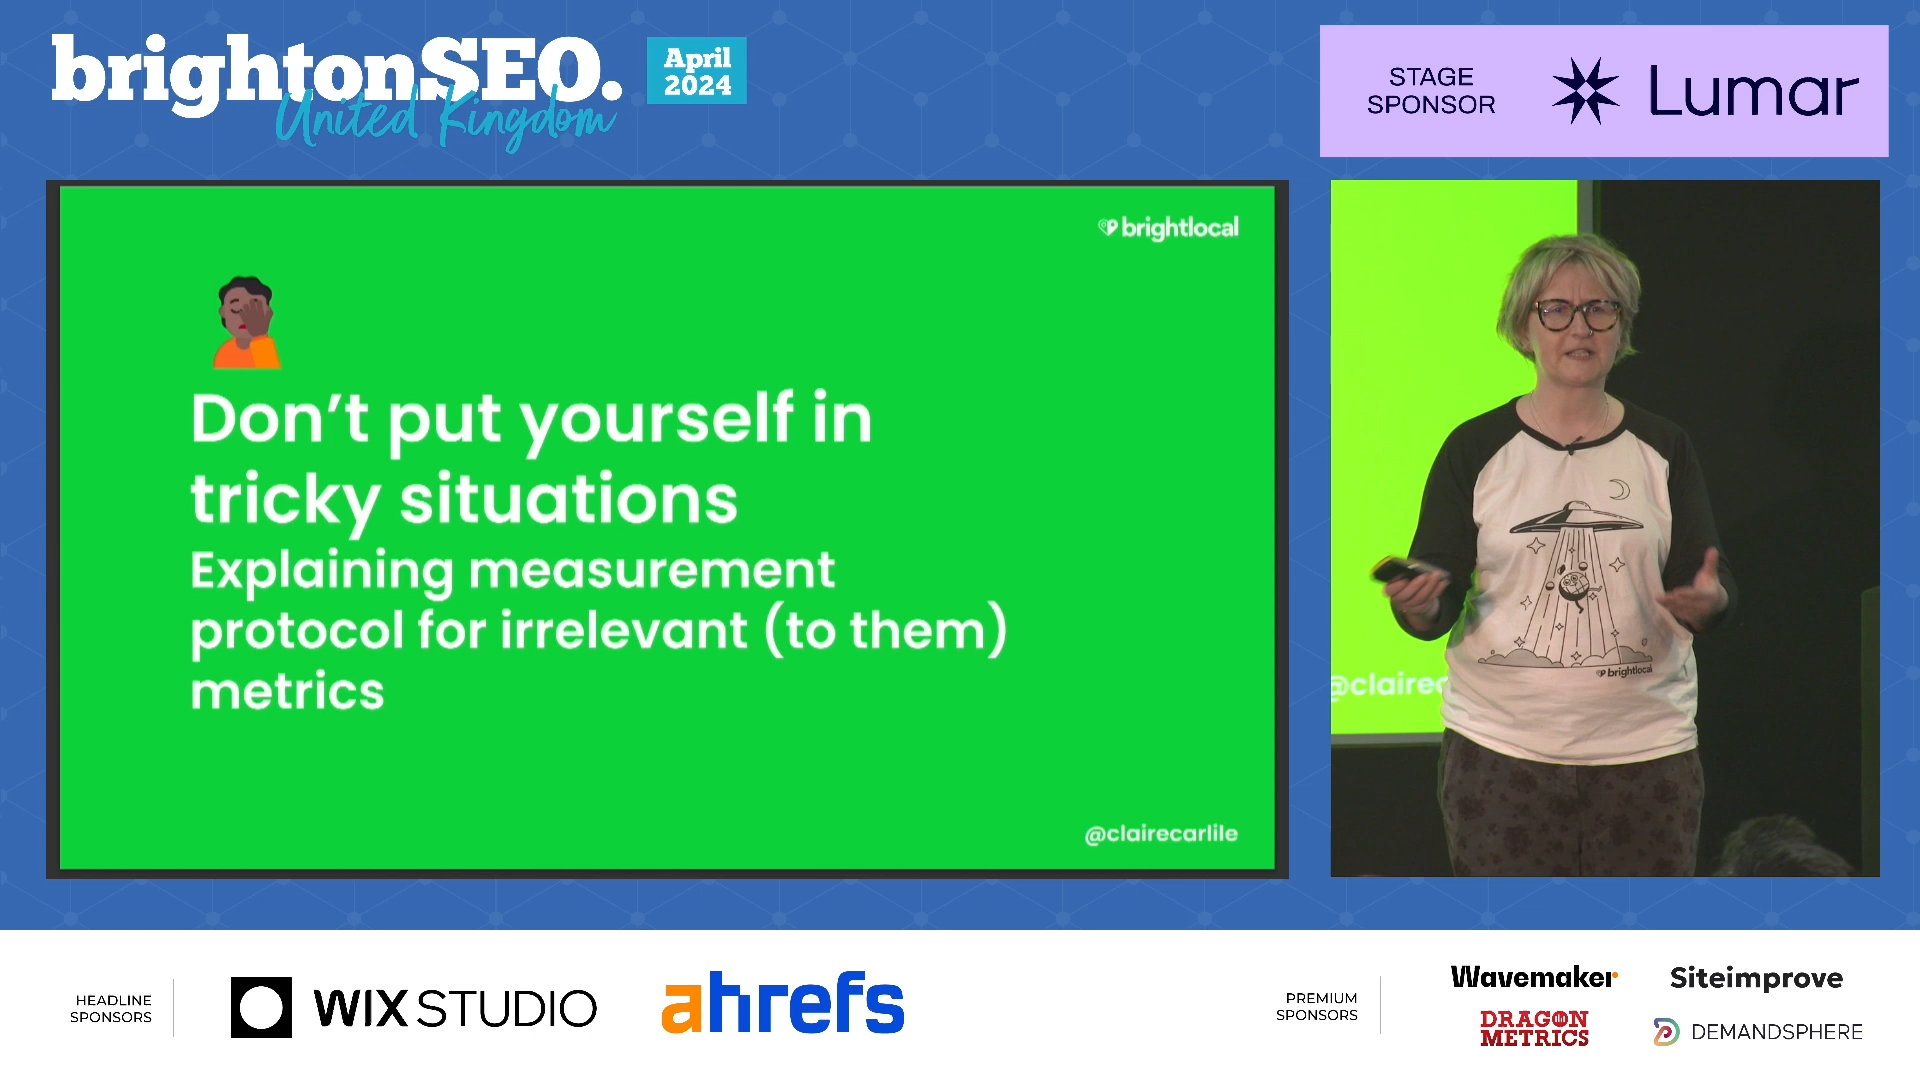 brightonSEO.
United Kingdom
April
2024
STAGE
SPONSOR
Lumar
brightlocal
Don't put yourself in
tricky situations
Explaining measurement
protocol for irrelevant (to them)
metrics
@clairecarlile
@clairec
brightlocal
HEADLINE
SPONSORS
WIX STUDIO
ahrefs
PREMIUM
SPONSORS
Wavemaker
Siteimprove
DRAGON
METRICS
DEMANDSPHERE